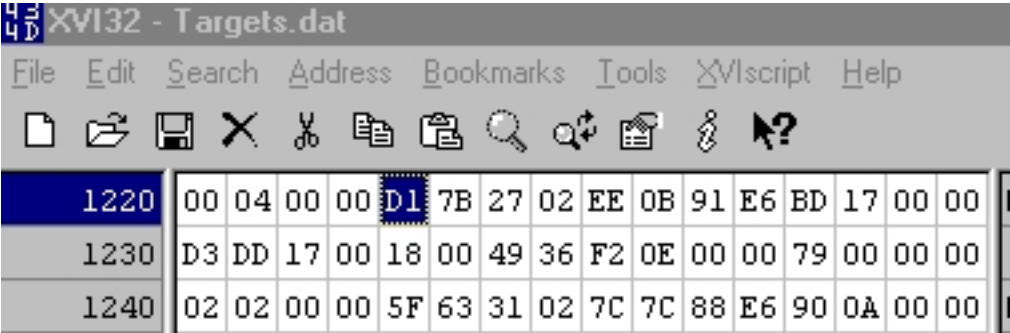 XVI32 - Targets.dat
File Edit Search Address Bookmarks Tools XVIscript Help
1220 00 04 00 00 D1 7B 27 02 EE 0B 91 E6 BD 17 00 00
1230 D3 DD 17 00 18 00 49 36 F2 0E 00 00 79 00 00 00
1240 02 02 00 00 5F 63 31 02 7C 7C 88 E6 90 0A 00 00